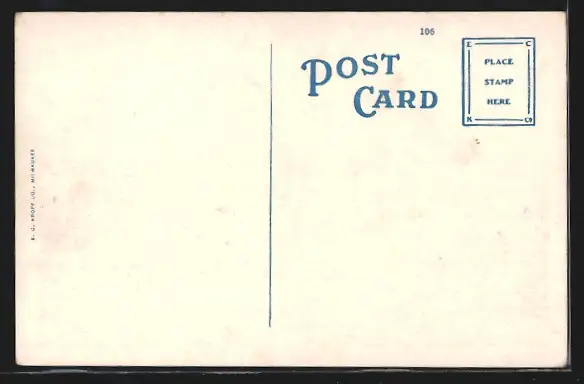 106
POST
CARD
E C
PLACE
STAMP
HERE
K Co
E. C. KROPP CO., MILWAUKEE